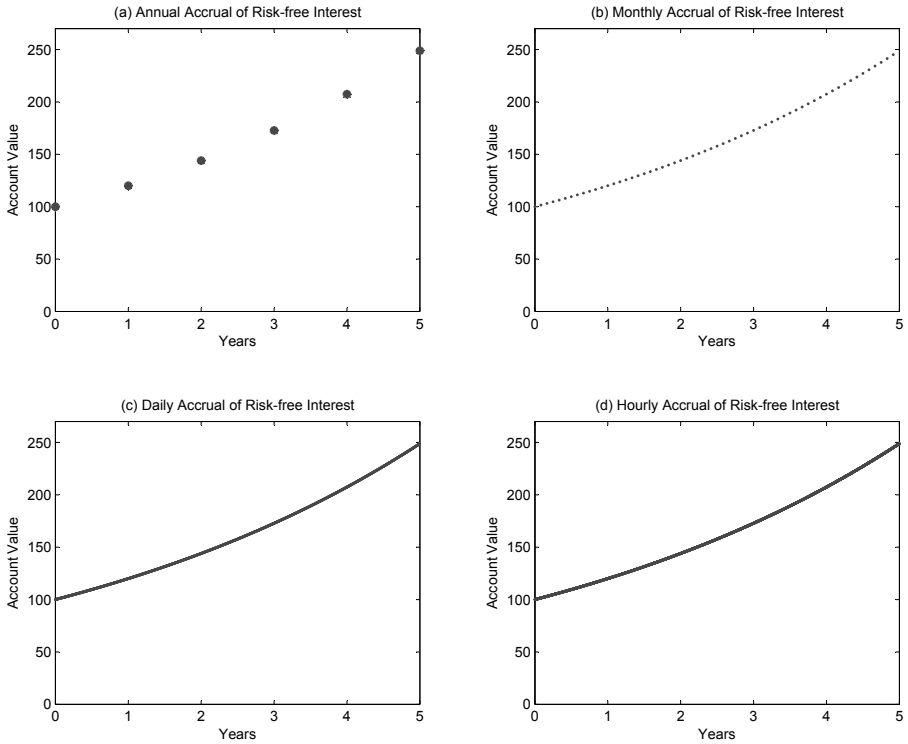 (a) Annual Accrual of Risk-free Interest
250
200
150
100
50
0
Account Value
0 1 2 3 4 5
Years
(b) Monthly Accrual of Risk-free Interest
250
200
150
100
50
0
Account Value
0 1 2 3 4 5
Years
(c) Daily Accrual of Risk-free Interest
250
200
150
100
50
0
Account Value
0 1 2 3 4 5
Years
(d) Hourly Accrual of Risk-free Interest
250
200
150
100
50
0
Account Value
0 1 2 3 4 5
Years